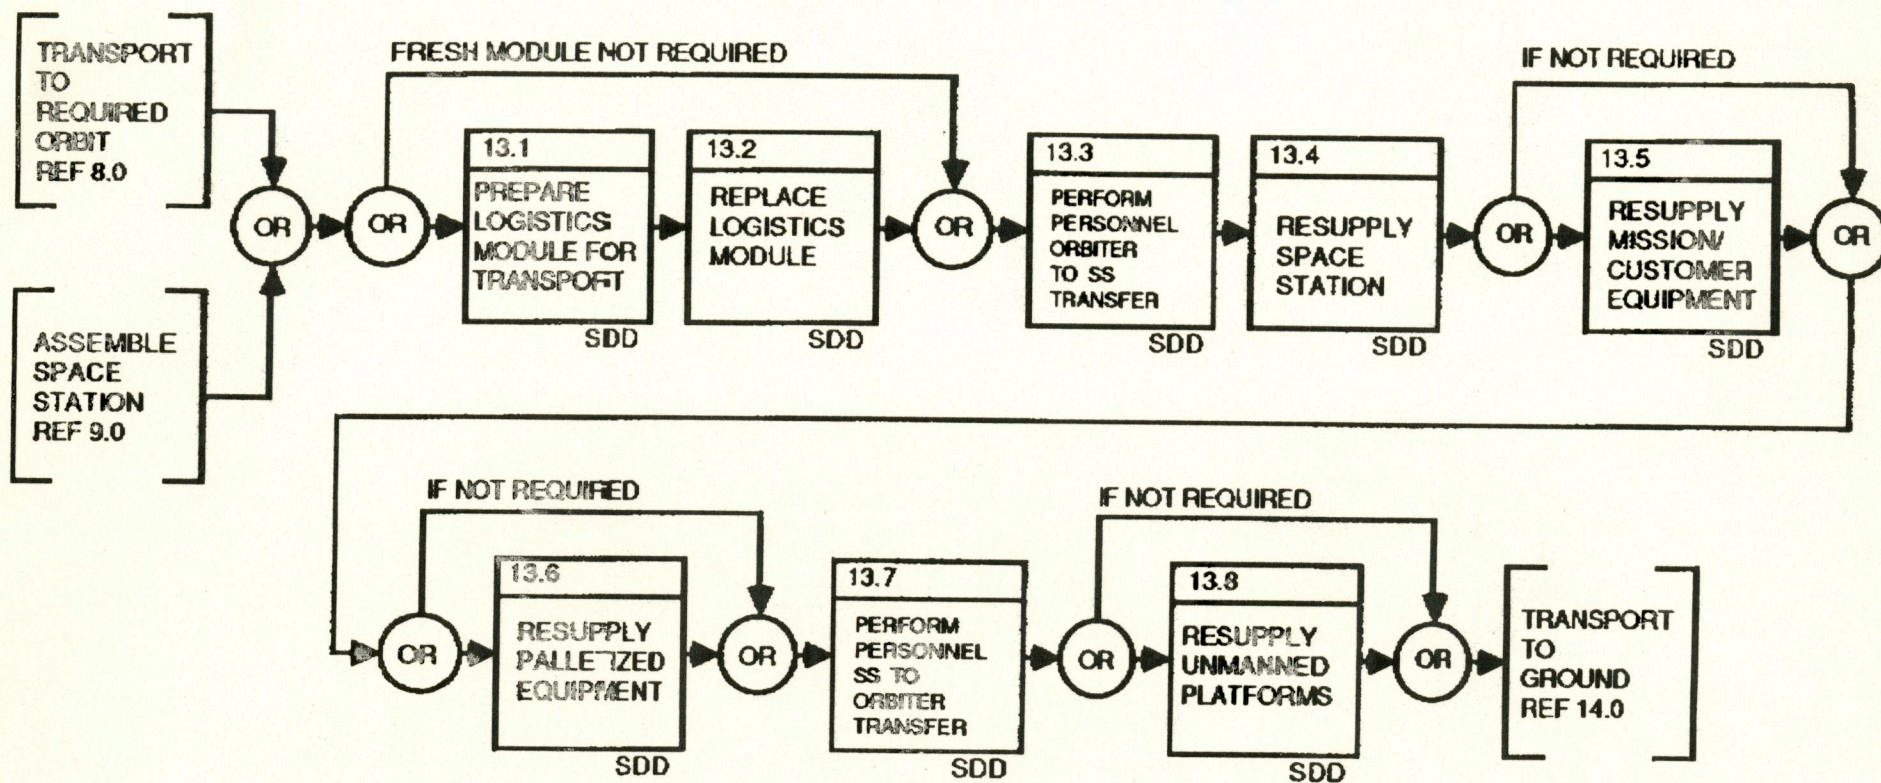 TRANSPORT
TO
REQUIRED
ORBIT
REF 8.0
ASSEMBLE
SPACE
STATION
REF 9.0
OR
FRESH MODULE NOT REQUIRED
OR
13.1
PREPARE
LOGISTICS
MODULE FOR
TRANSPORT
SDD
13.2
REPLACE
LOGISTICS
MODULE
SDD
OR
13.3
PERFORM
PERSONNEL
ORBITER
TO SS
TRANSFER
SDD
13.4
RESUPPLY
SPACE
STATION
SDD
IF NOT REQUIRED
OR
13.5
RESUPPLY
MISSION/
CUSTOMER
EQUIPMENT
SDD
OR
IF NOT REQUIRED
OR
13.6
RESUPPLY
PALLETIZED
EQUIPMENT
SDD
OR
13.7
PERFORM
PERSONNEL
SS TO
ORBITER
TRANSFER
SDD
IF NOT REQUIRED
OR
13.8
RESUPPLY
UNMANNED
PLATFORMS
SDD
OR
TRANSPORT
TO
GROUND
REF 14.0